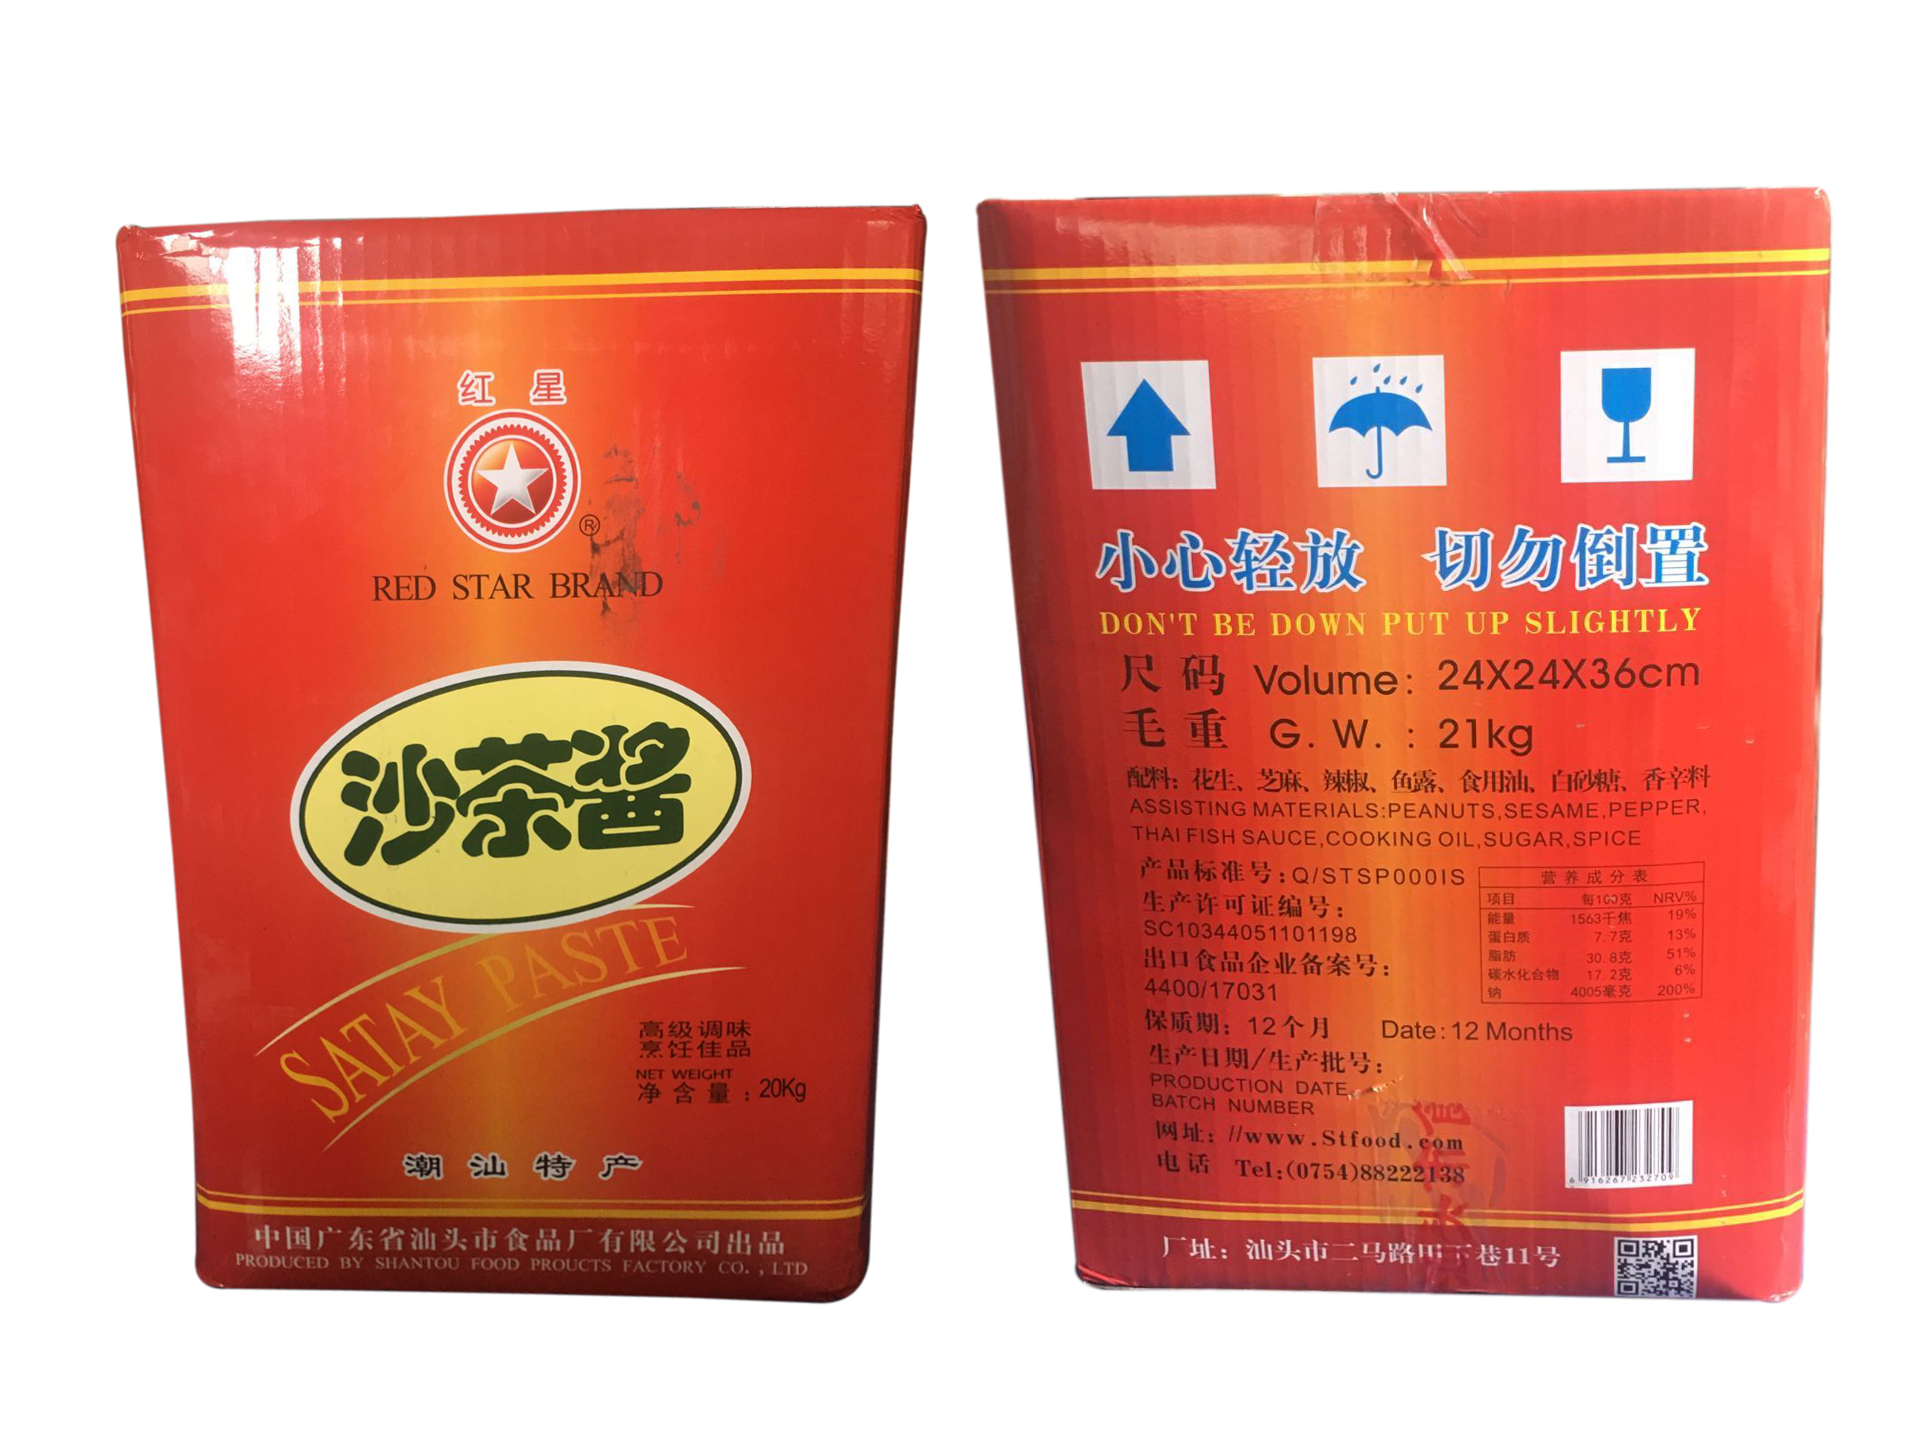 红 星
®
RED STAR BRAND
沙茶酱
SATAY PASTE
高级调味
烹饪佳品
NET WEIGHT
净 含 量 : 20Kg
潮 汕 特 产
中国广东省汕头市食品厂有限公司出品
PRODUCED BY SHANTOU FOOD PROUCTS FACTORY CO. , LTD
小心轻放 切勿倒置
DON'T BE DOWN PUT UP SLIGHTLY
尺 码 Volume: 24X24X36cm
毛 重 G. W. : 21kg
配料: 花生、芝麻、辣椒、鱼露、食用油、白砂糖、香辛料
ASSISTING MATERIALS:PEANUTS,SESAME,PEPPER,
THAI FISH SAUCE,COOKING OIL,SUGAR,SPICE
产品标准号:Q/STSP0001S
生产许可证编号:
SC10344051101198
出口食品企业备案号:
4400/17031
营 养 成 分 表
项目 每100克 NRV%
能量 1563千焦 19%
蛋白质 7.7克 13%
脂肪 30.8克 51%
碳水化合物 17.2克 6%
钠 4005毫克 200%
保质期: 12个月 Date: 12 Months
生产日期/生产批号:
PRODUCTION DATE
BATCH NUMBER
网址: //www.Stfood.com
电话 Tel:(0754)88222138
6 916267 232709
厂址: 汕头市二马路用下巷11号